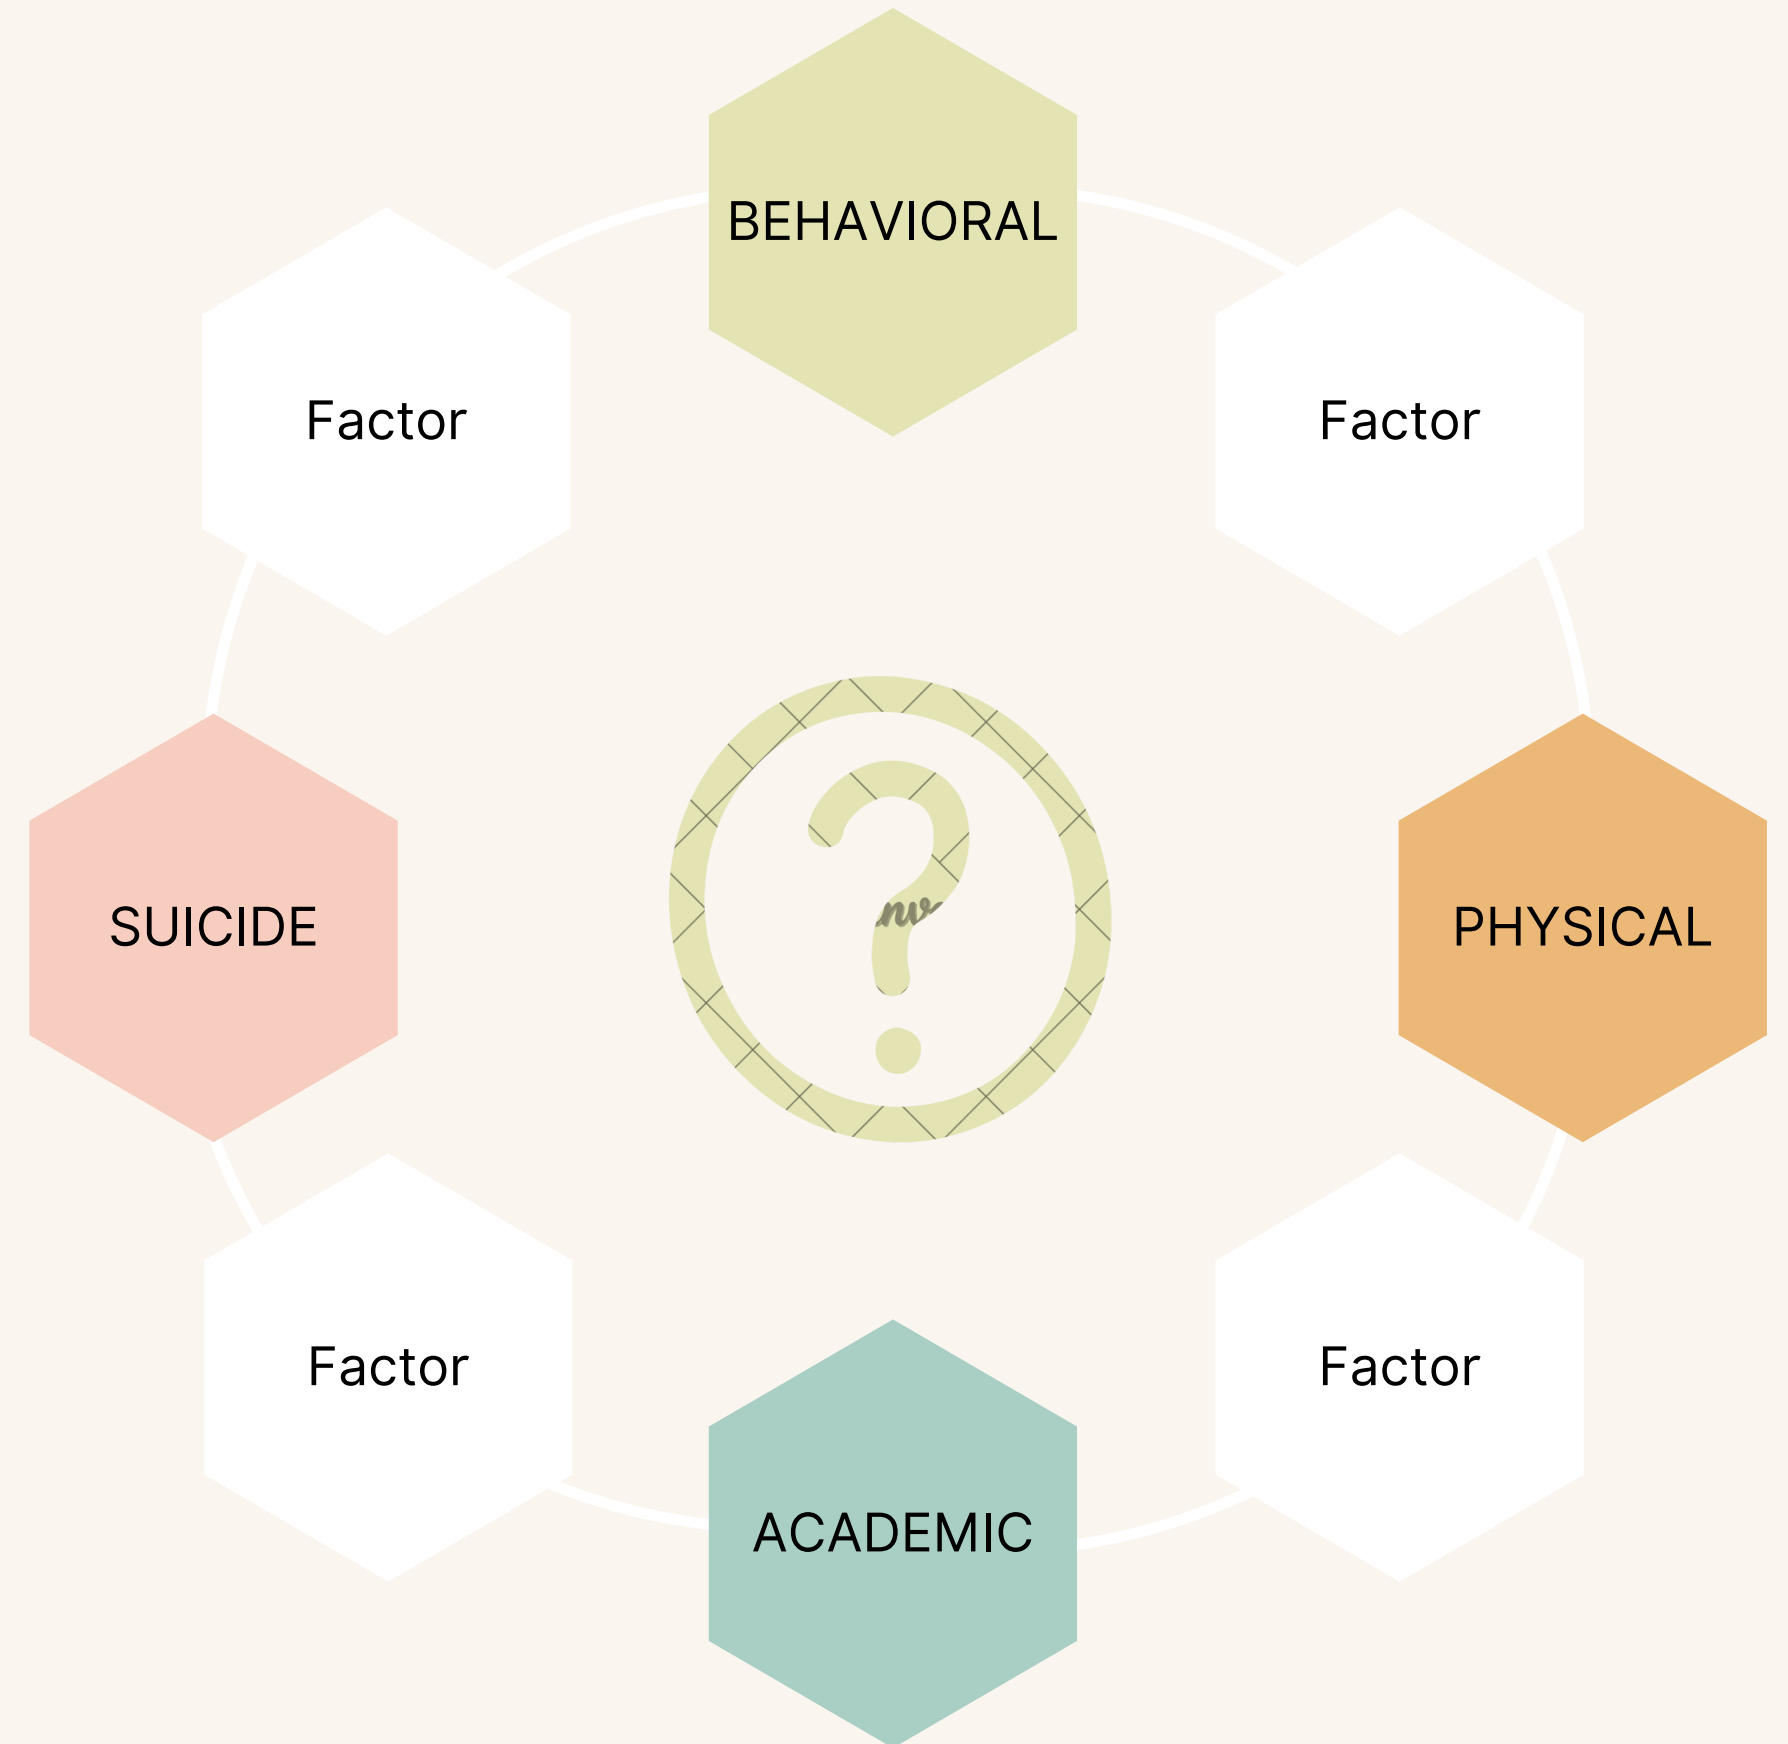 BEHAVIORAL
Factor
Factor
SUICIDE
PHYSICAL
Factor
Factor
ACADEMIC